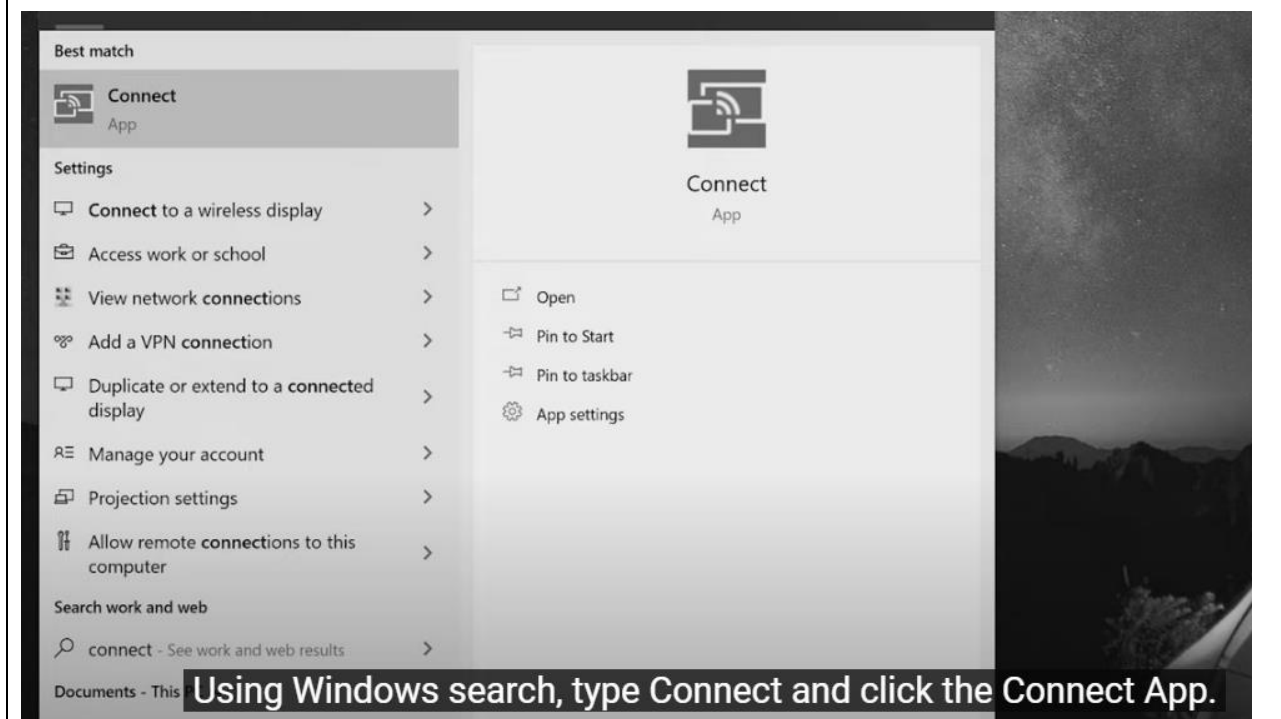 Best match
Connect
App
Settings
Connect to a wireless display
Access work or school
View network connections
Add a VPN connection
Duplicate or extend to a connected
display
Manage your account
Projection settings
Allow remote connections to this
computer
Search work and web
connect - See work and web results
Documents - This
Connect
App
Open
Pin to Start
Pin to taskbar
App settings
Using Windows search, type Connect and click the Connect App.